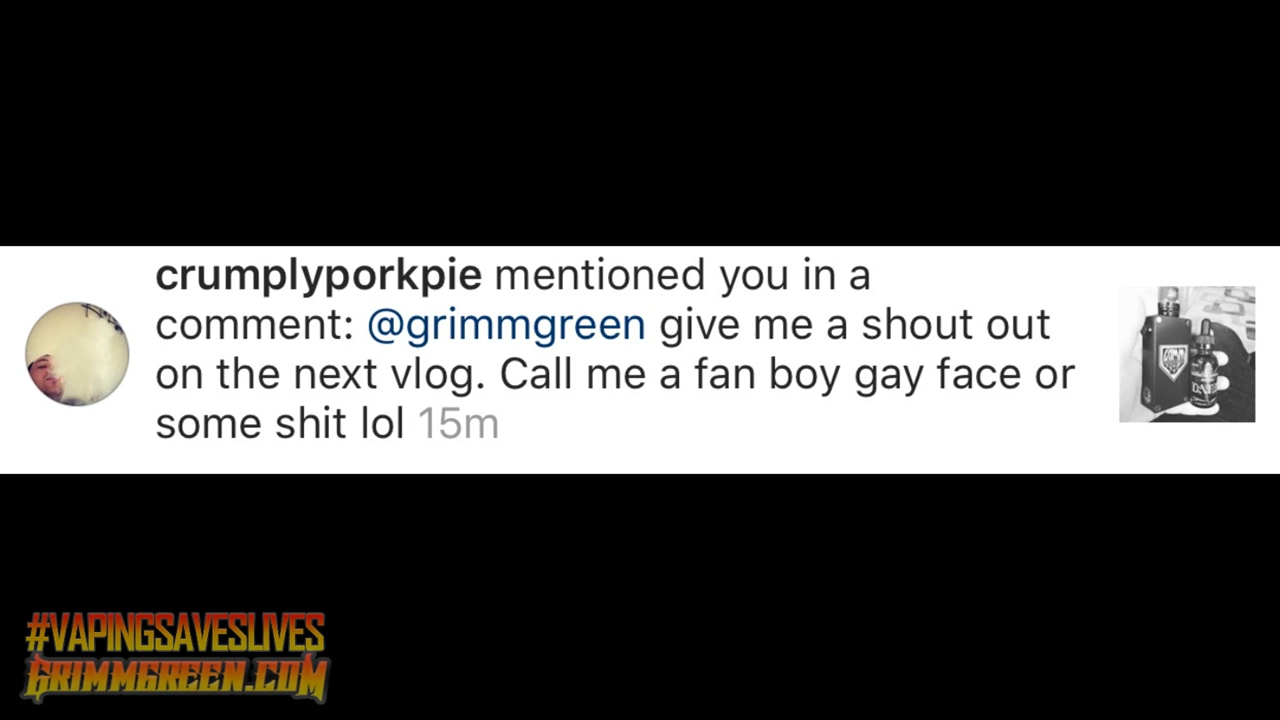 crumplyporkpie mentioned you in a
comment: @grimmgreen give me a shout out
on the next vlog. Call me a fan boy gay face or
some shit lol 15m
#VAPINGSAVESLIVES
GRIMMGREEN.COM